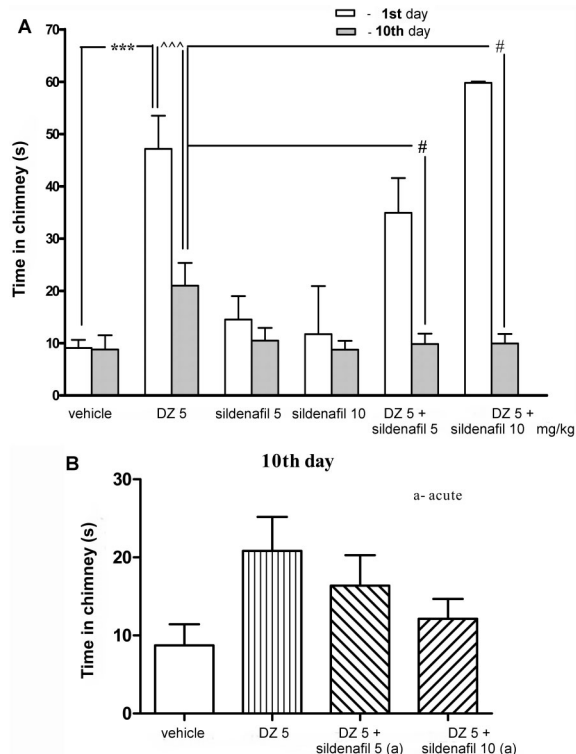 A
- 1st day
- 10th day
*** ^^^ #
#
Time in chimney (s)
70
60
50
40
30
20
10
0
vehicle DZ 5 sildenafil 5 sildenafil 10 DZ 5 + DZ 5 +
sildenafil 5 sildenafil 10 mg/kg
B
10th day
a- acute
Time in chimney (s)
30
20
10
0
vehicle DZ 5 DZ 5 + DZ 5 +
sildenafil 5 (a) sildenafil 10 (a)